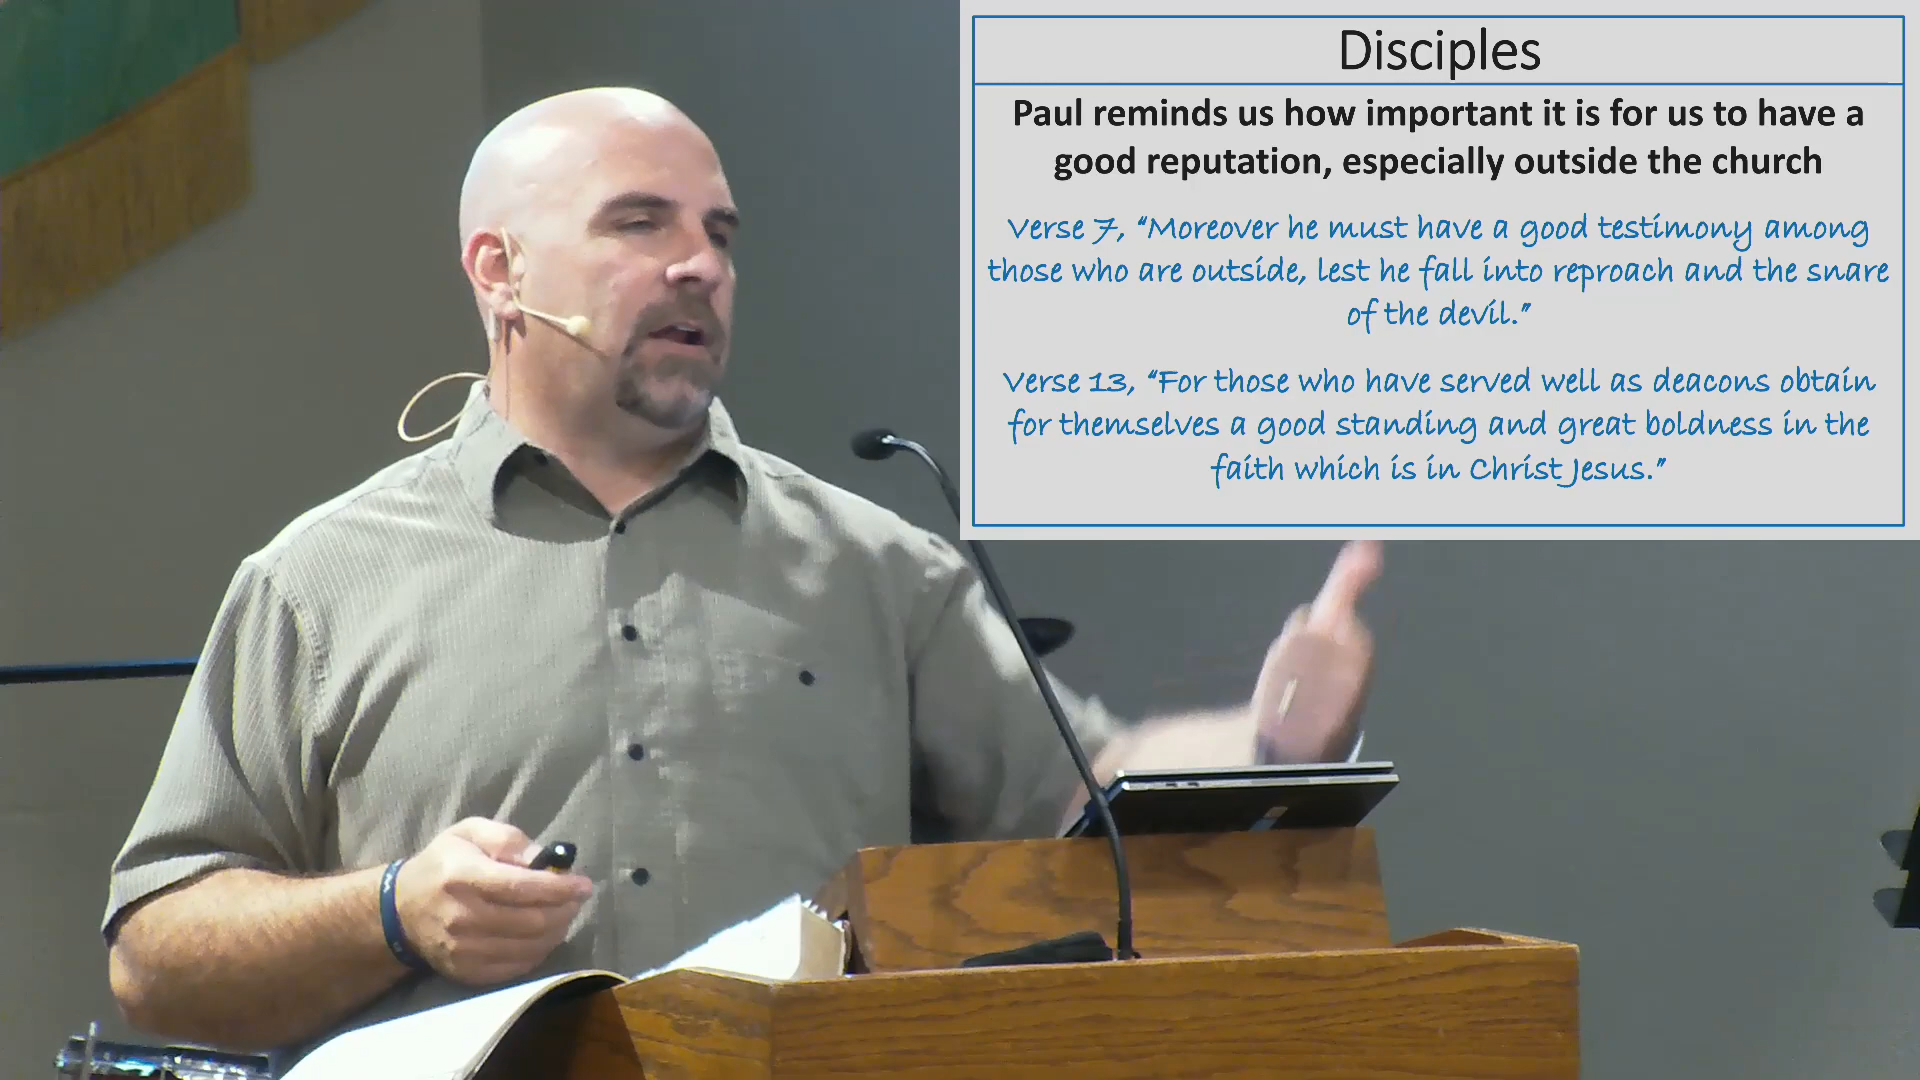 Disciples
Paul reminds us how important it is for us to have a
good reputation, especially outside the church
Verse 7, “Moreover he must have a good testimony among
those who are outside, lest he fall into reproach and the snare
of the devil.”
Verse 13, “For those who have served well as deacons obtain
for themselves a good standing and great boldness in the
faith which is in Christ Jesus.”